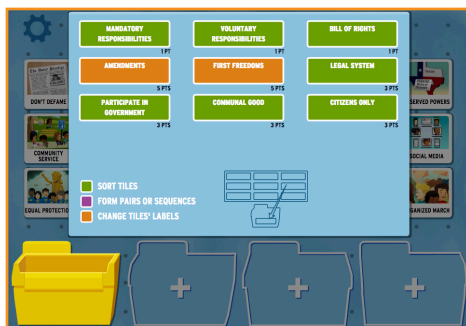 MANDATORY
RESPONSIBILITIES
1 PT
VOLUNTARY
RESPONSIBILITIES
1 PT
BILL OF RIGHTS
1 PT
AMENDMENTS
5 PTS
FIRST FREEDOMS
5 PTS
LEGAL SYSTEM
3 PTS
PARTICIPATE IN
GOVERNMENT
3 PTS
COMMUNAL GOOD
3 PTS
CITIZENS ONLY
3 PTS
DON'T DEFAME
SERVED POWERS
COMMUNITY
SERVICE
SOCIAL MEDIA
EQUAL PROTECTIO
GANIZED MARCH
SORT TILES
FORM PAIRS OR SEQUENCES
CHANGE TILES' LABELS